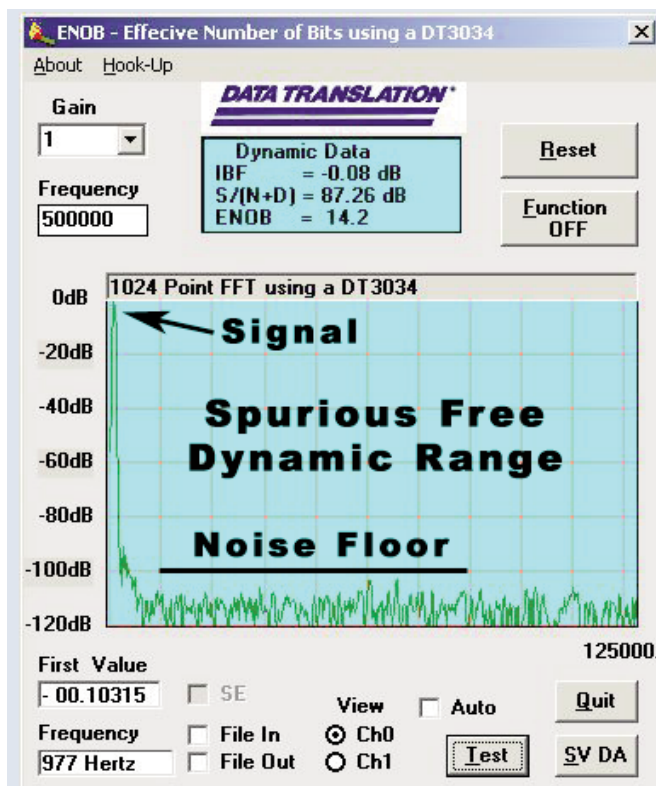 ENOB - Effecive Number of Bits using a DT3034
About Hook-Up
DATA TRANSLATION
Gain
1
Frequency
500000
Dynamic Data
IBF = -0.08 dB
S/(N+D) = 87.26 dB
ENOB = 14.2
Reset
Function
OFF
1024 Point FFT using a DT3034
0dB
-20dB
-40dB
-60dB
-80dB
-100dB
-120dB
Signal
Spurious Free
Dynamic Range
Noise Floor
125000.
First Value
- 00.10315
Frequency
977 Hertz
SE
File In
File Out
View
Ch0
Ch1
Auto
Test
Quit
SV DA